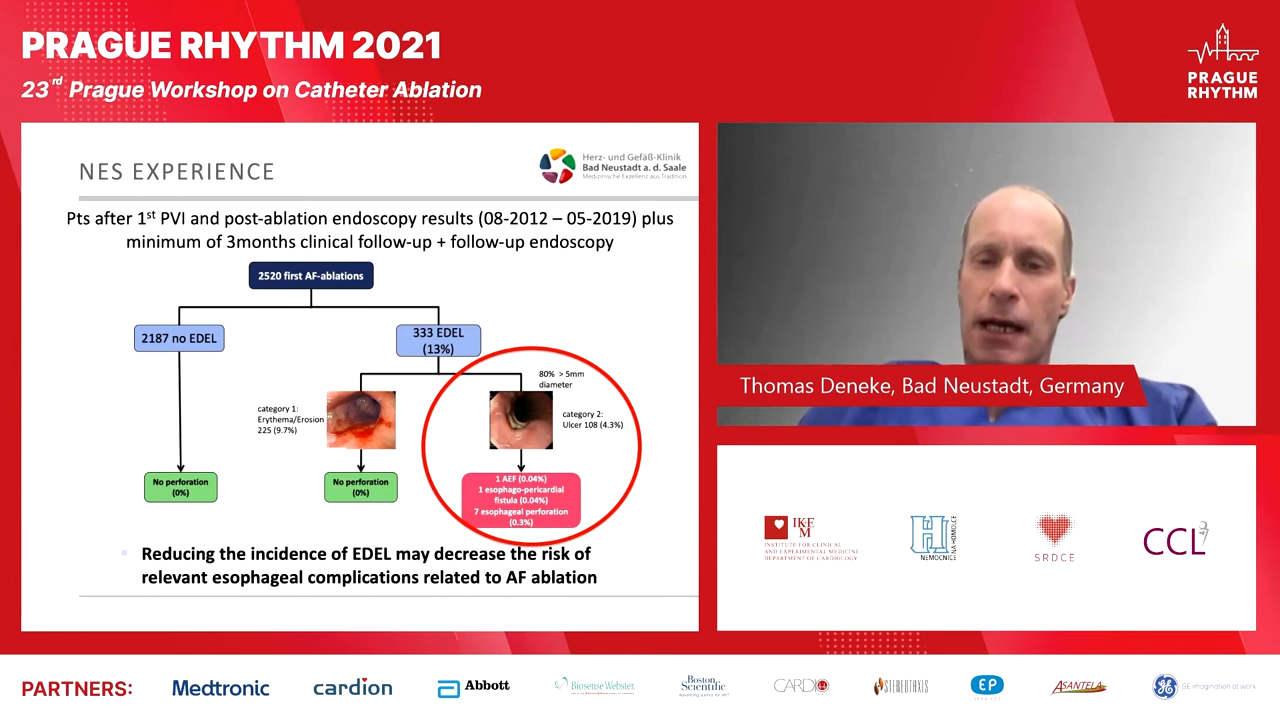 PRAGUE RHYTHM 2021
23rd Prague Workshop on Catheter Ablation
PRAGUE
RHYTHM
NES EXPERIENCE
Herz- und Gefäß-Klinik
Bad Neustadt a. d. Saale
Medizinische Exzellenz aus Tradition
Pts after 1st PVI and post-ablation endoscopy results (08-2012 – 05-2019) plus
minimum of 3months clinical follow-up + follow-up endoscopy
2520 first AF-ablations
2187 no EDEL
333 EDEL
(13%)
80% > 5mm
diameter
category 1:
Erythema/Erosion
225 (9.7%)
category 2:
Ulcer 108 (4.3%)
No perforation
(0%)
No perforation
(0%)
1 AEF (0.04%)
1 esophago-pericardial
fistula (0.04%)
7 esophageal perforation
(0.3%)
Reducing the incidence of EDEL may decrease the risk of
relevant esophageal complications related to AF ablation
Thomas Deneke, Bad Neustadt, Germany
IKEM
INSTITUTE FOR CLINICAL
AND EXPERIMENTAL MEDICINE
DEPARTMENT OF CARDIOLOGY
NEMOCNICE
NA HOMOLCE
SRDCE
CCL
PARTNERS:
Medtronic
cardion
Abbott
Biosense Webster
Boston
Scientific
Advancing science for life™
CARDIO
STEREOTAXIS
EP
SERVICES
ASANTELA
GE imagination at work